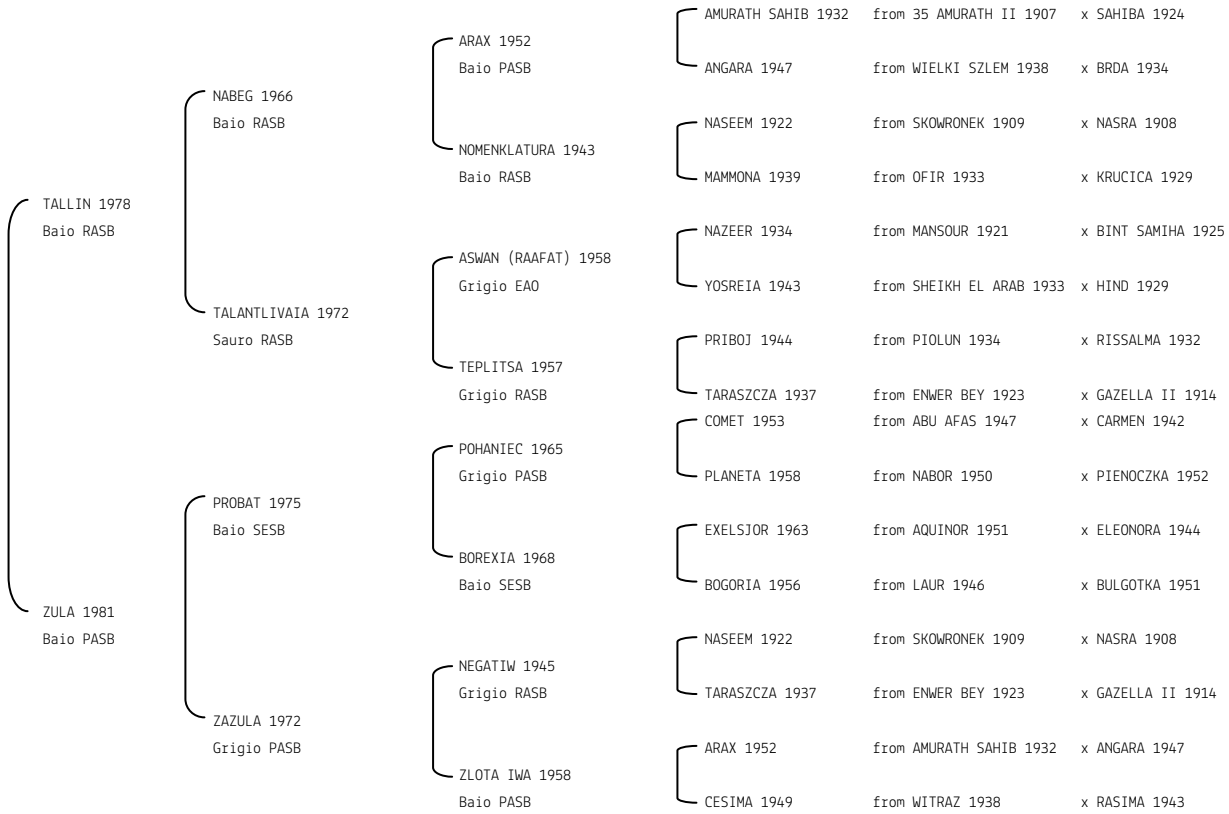 AMURATH SAHIB 1932 from 35 AMURATH II 1907 x SAHIBA 1924
ARAX 1952
Baio PASB
ANGARA 1947 from WIELKI SZLEM 1938 x BRDA 1934
NABEG 1966
Baio RASB
NASEEM 1922 from SKOWRONEK 1909 x NASRA 1908
NOMENKLATURA 1943
Baio RASB
MAMMONA 1939 from OFIR 1933 x KRUCICA 1929
TALLIN 1978
Baio RASB
NAZEER 1934 from MANSOUR 1921 x BINT SAMIHA 1925
ASWAN (RAAFAT) 1958
Grigio EAO
YOSREIA 1943 from SHEIKH EL ARAB 1933 x HIND 1929
TALANTLIVAIA 1972
Sauro RASB
PRIBOJ 1944 from PIOLUN 1934 x RISSALMA 1932
TEPLITSA 1957
Grigio RASB
TARASZCZA 1937 from ENWER BEY 1923 x GAZELLA II 1914
COMET 1953 from ABU AFAS 1947 x CARMEN 1942
POHANIEC 1965
Grigio PASB
PLANETA 1958 from NABOR 1950 x PIENOCZKA 1952
PROBAT 1975
Baio SESB
EXELSJOR 1963 from AQUINOR 1951 x ELEONORA 1944
BOREXIA 1968
Baio SESB
BOGORIA 1956 from LAUR 1946 x BULGOTKA 1951
ZULA 1981
Baio PASB
NASEEM 1922 from SKOWRONEK 1909 x NASRA 1908
NEGATIW 1945
Grigio RASB
TARASZCZA 1937 from ENWER BEY 1923 x GAZELLA II 1914
ZAZULA 1972
Grigio PASB
ARAX 1952 from AMURATH SAHIB 1932 x ANGARA 1947
ZLOTA IWA 1958
Baio PASB
CESIMA 1949 from WITRAZ 1938 x RASIMA 1943